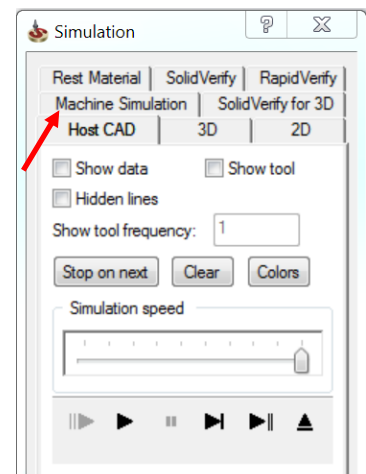 Simulation
Rest Material SolidVerify RapidVerify
Machine Simulation SolidVerify for 3D
Host CAD 3D 2D
Show data Show tool
Hidden lines
Show tool frequency: 1
Stop on next Clear Colors
Simulation speed